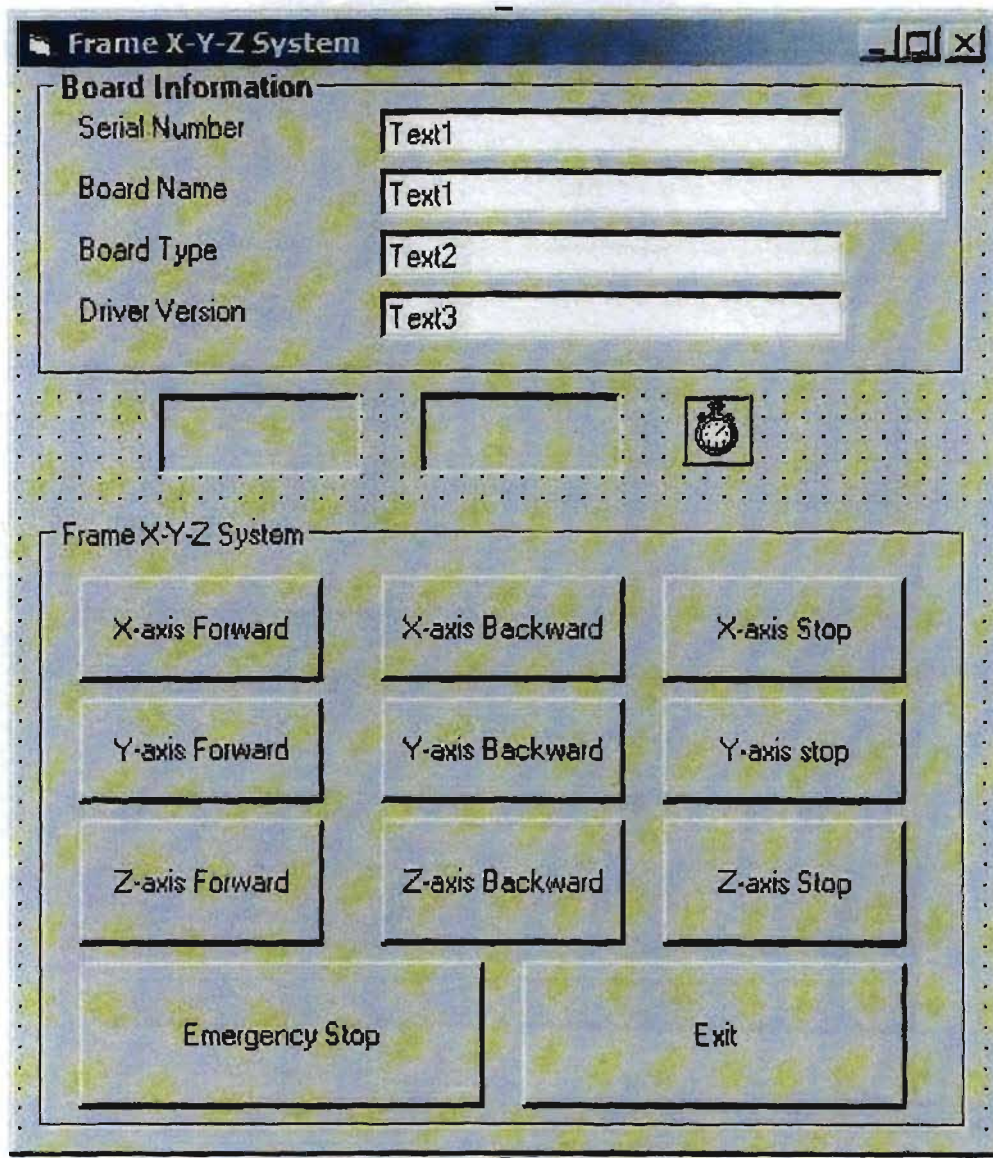 Frame X-Y-Z System
Board Information
Serial Number Text1
Board Name Text1
Board Type Text2
Driver Version Text3
Frame X-Y-Z System
X-axis Forward X-axis Backward X-axis Stop
Y-axis Forward Y-axis Backward Y-axis stop
Z-axis Forward Z-axis Backward Z-axis Stop
Emergency Stop Exit